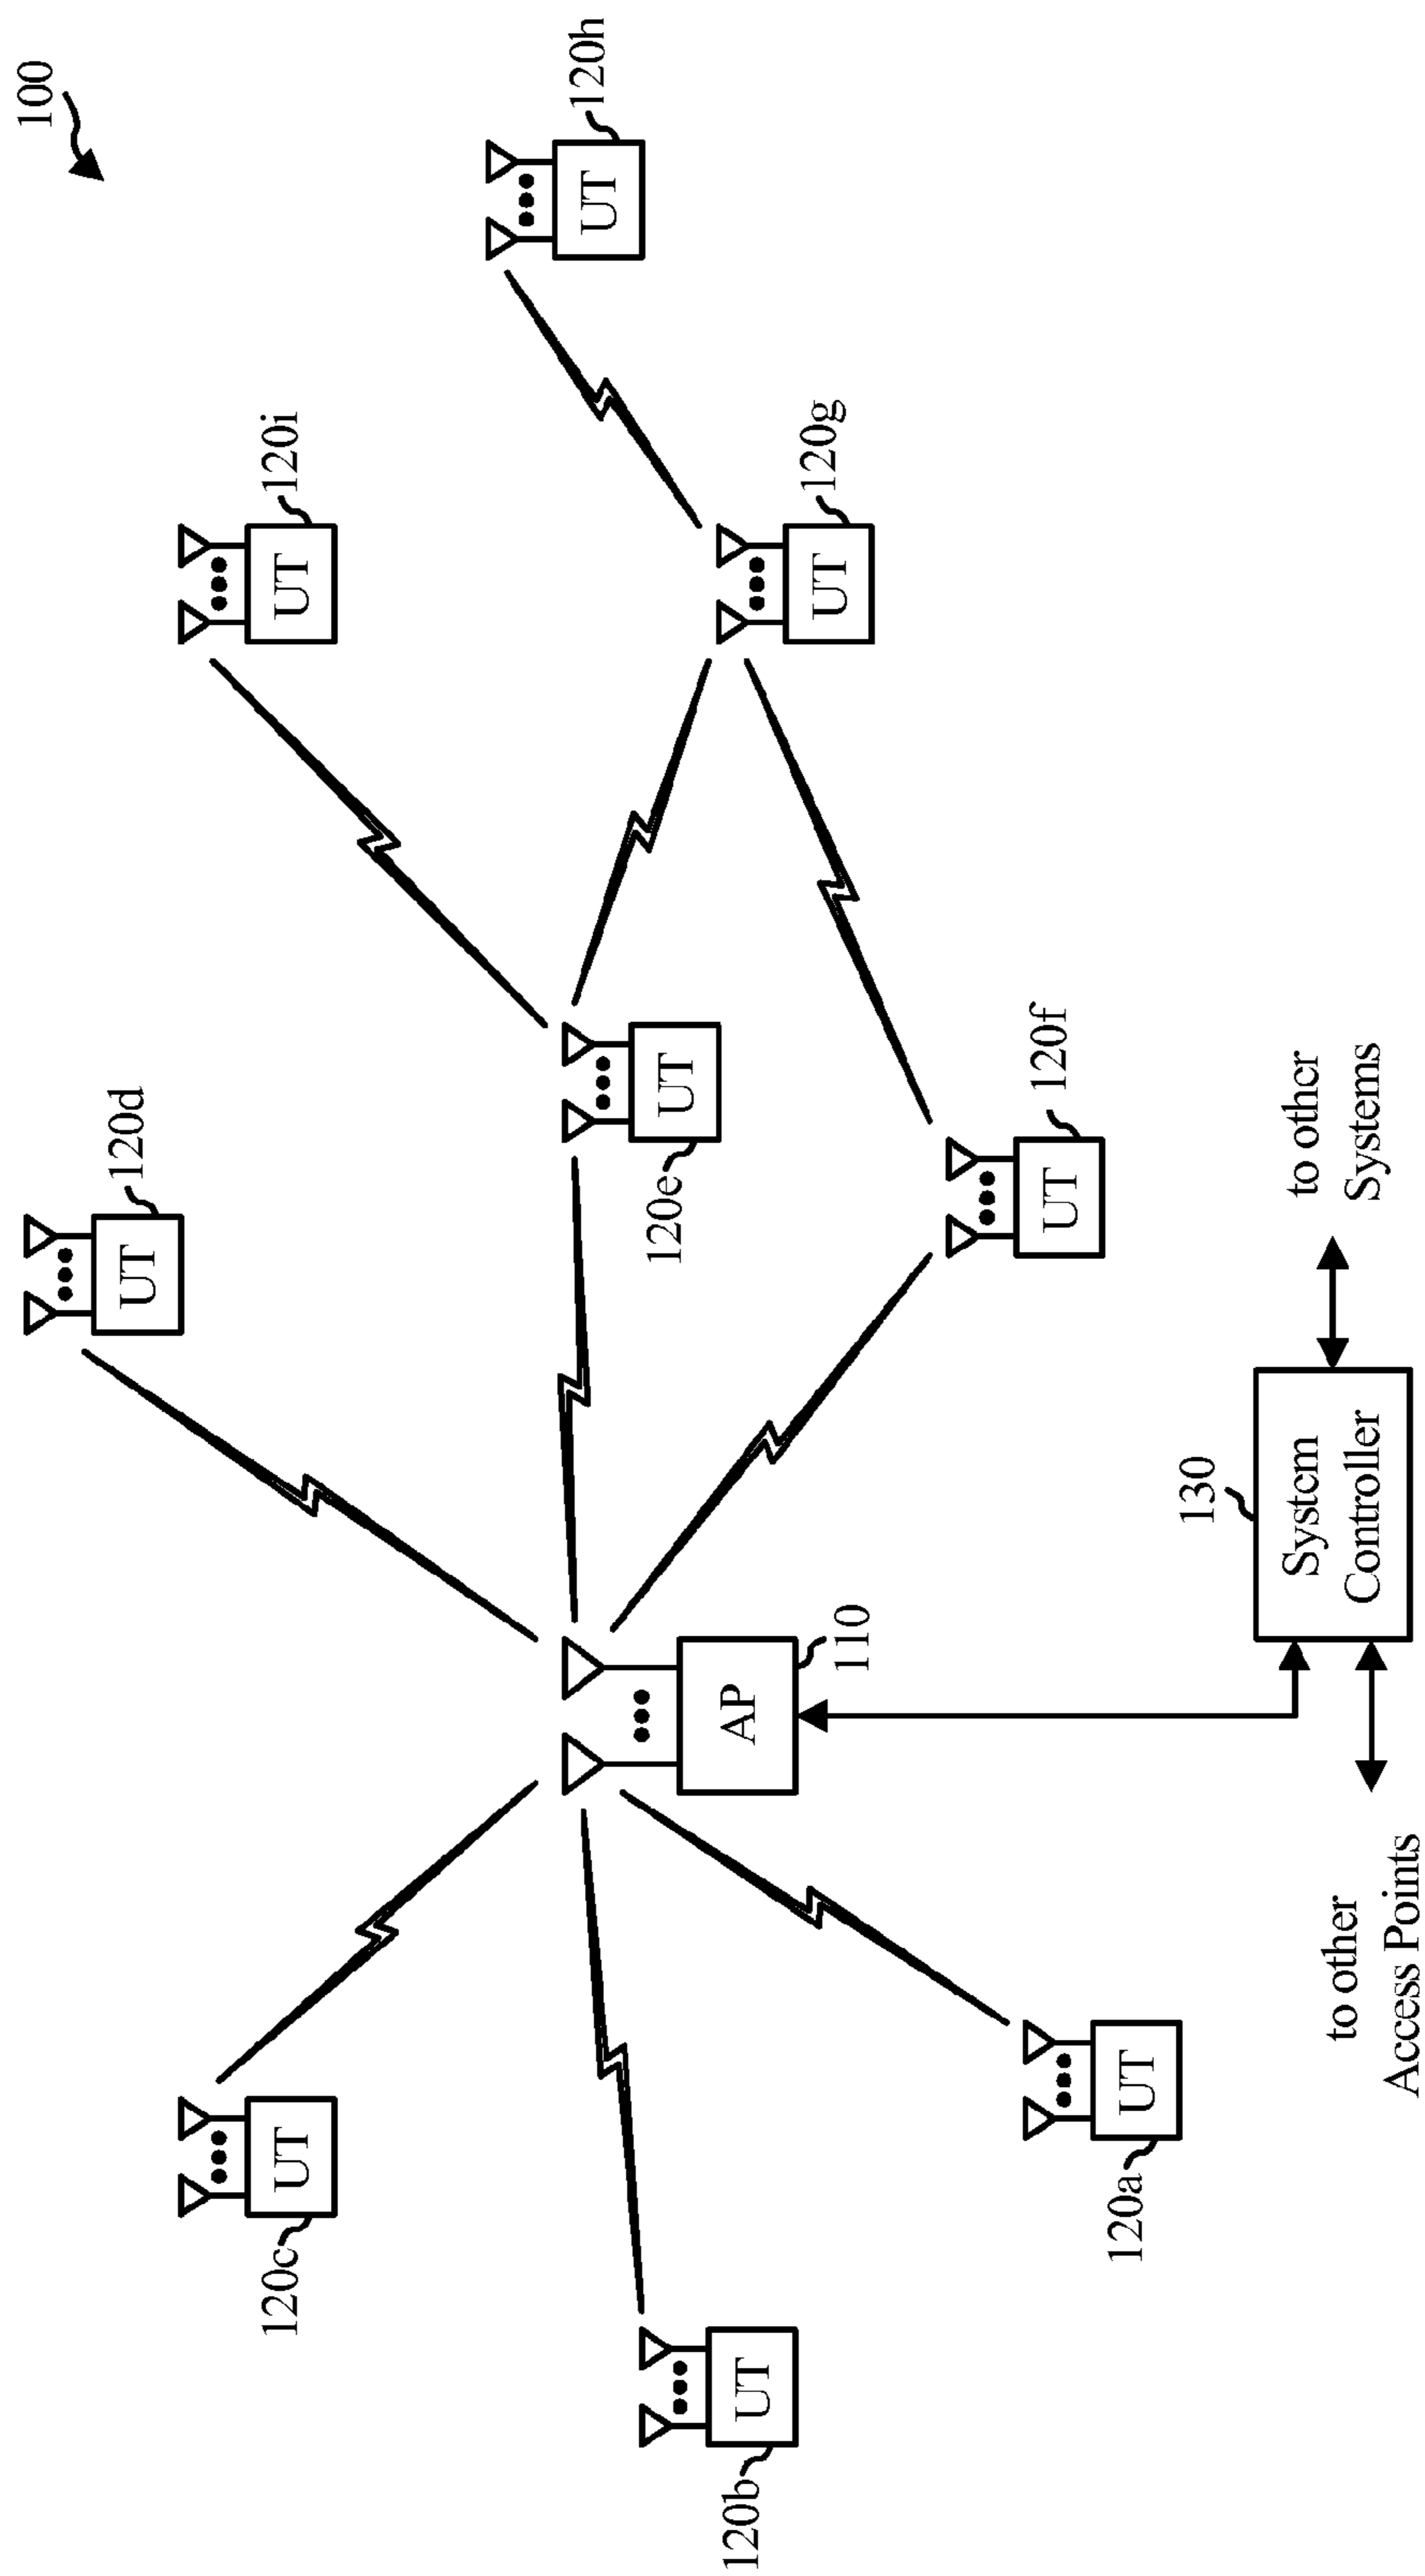 100
120d
UT
120c
UT
UT
120i
UT
120h
120e
UT
120b
UT
AP
110
UT
120g
UT
120f
120a
UT
130
System
Controller
to other
Systems
to other
Access Points